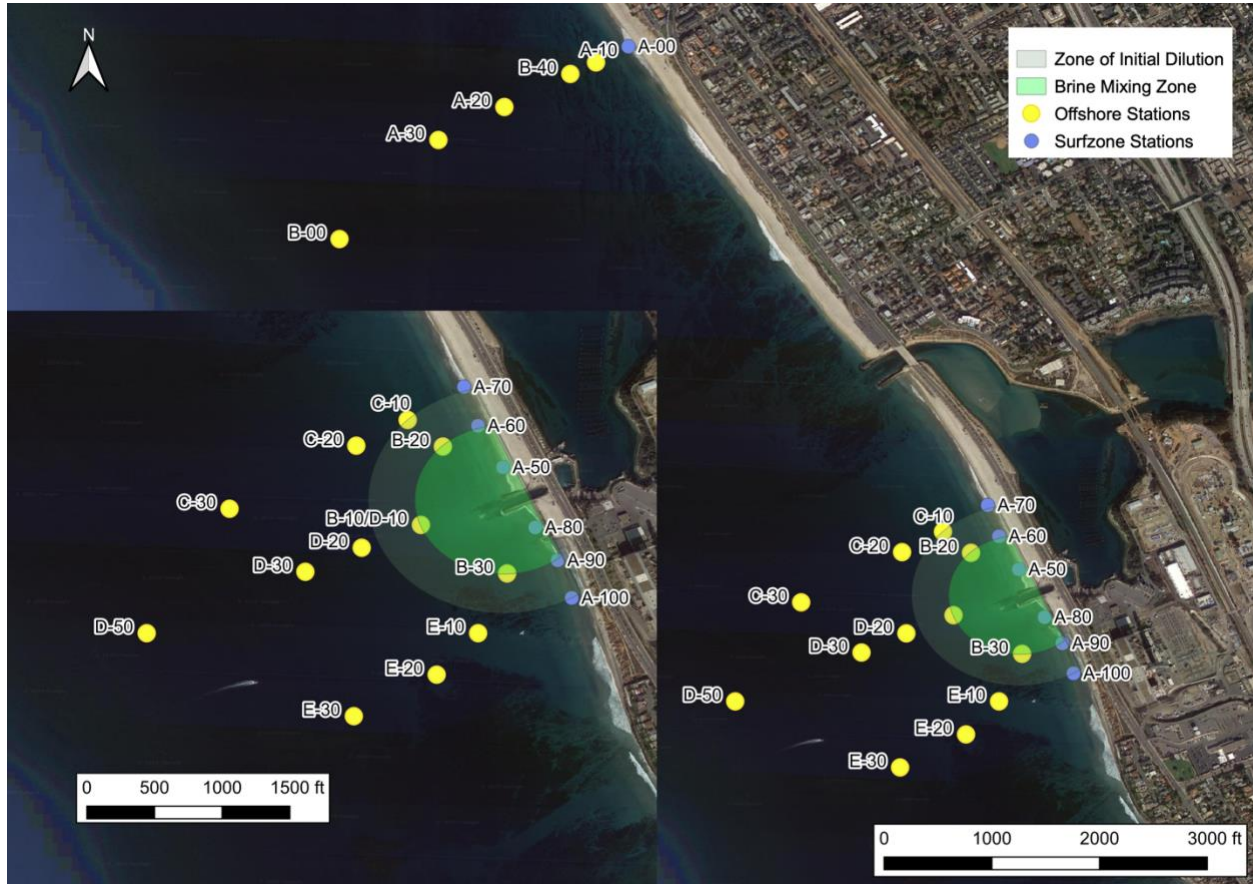 N
A-00
A-10
B-40
A-20
A-30
B-00
Zone of Initial Dilution
Brine Mixing Zone
Offshore Stations
Surfzone Stations
A-70
C-10
A-60
C-20
B-20
A-50
C-30
B-10/D-10
A-80
D-20
D-30
B-30
A-90
A-100
D-50
E-10
E-20
E-30
0 500 1000 1500 ft
A-70
C-10
A-60
C-20
B-20
A-50
C-30
A-80
D-20
D-30
B-30
A-90
A-100
D-50
E-10
E-20
E-30
0 1000 2000 3000 ft